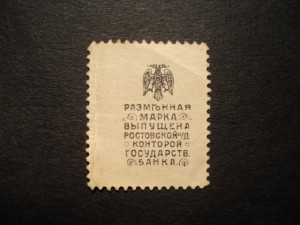 РАЗМѢННАЯ
МАРКА
ВЫПУЩЕНА
РОСТОВСКОЙ н/Д.
КОНТОРОЙ
ГОСУДАРСТВ.
БАНКА.